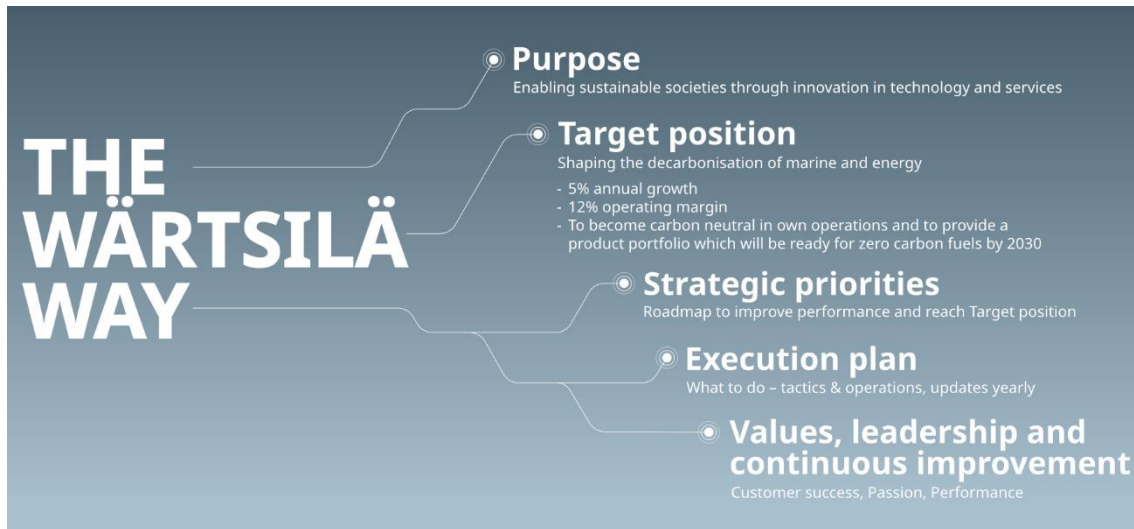 THE
WÄRTSILÄ
WAY
Purpose
Enabling sustainable societies through innovation in technology and services
Target position
Shaping the decarbonisation of marine and energy
- 5% annual growth
- 12% operating margin
- To become carbon neutral in own operations and to provide a
product portfolio which will be ready for zero carbon fuels by 2030
Strategic priorities
Roadmap to improve performance and reach Target position
Execution plan
What to do – tactics & operations, updates yearly
Values, leadership and
continuous improvement
Customer success, Passion, Performance